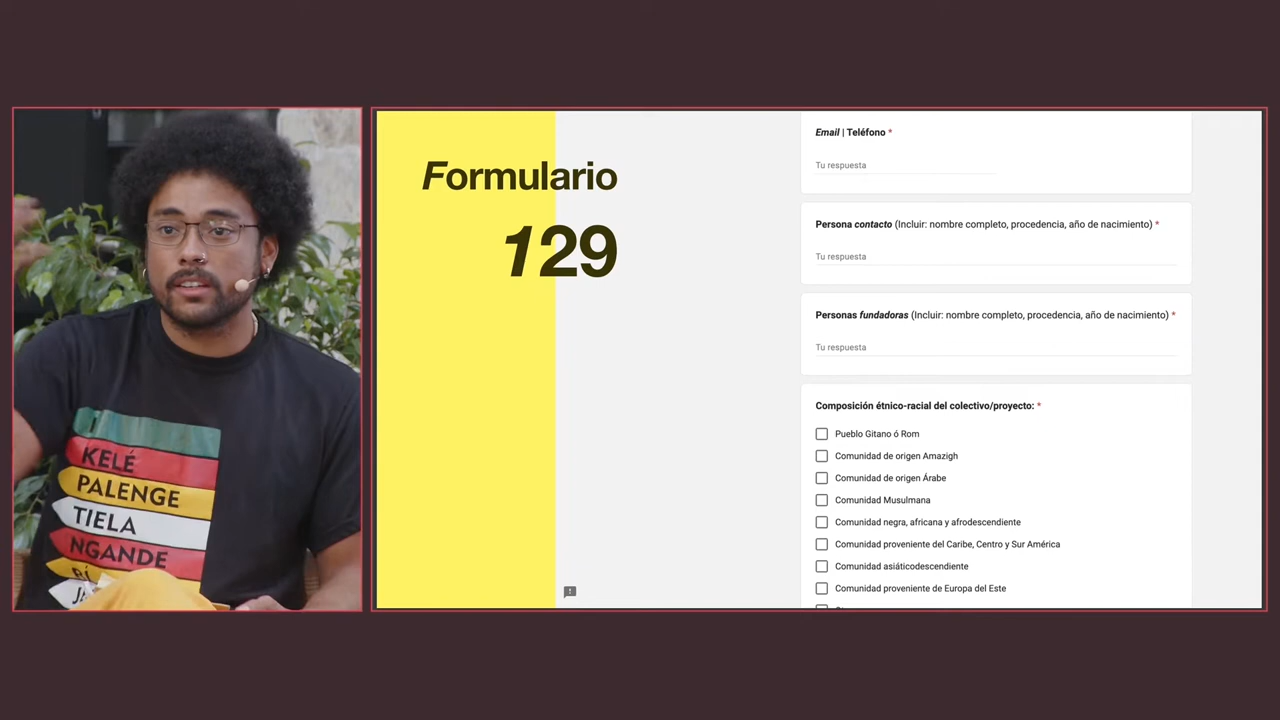 KELÉ
PALENGE
TIELA
NGANDE
Formulario
129
Email | Teléfono *
Tu respuesta
Persona contacto (Incluir: nombre completo, procedencia, año de nacimiento) *
Tu respuesta
Personas fundadoras (Incluir: nombre completo, procedencia, año de nacimiento) *
Tu respuesta
Composición étnico-racial del colectivo/proyecto: *
Pueblo Gitano ó Rom
Comunidad de origen Amazigh
Comunidad de origen Árabe
Comunidad Musulmana
Comunidad negra, africana y afrodescendiente
Comunidad proveniente del Caribe, Centro y Sur América
Comunidad asiáticodescendiente
Comunidad proveniente de Europa del Este